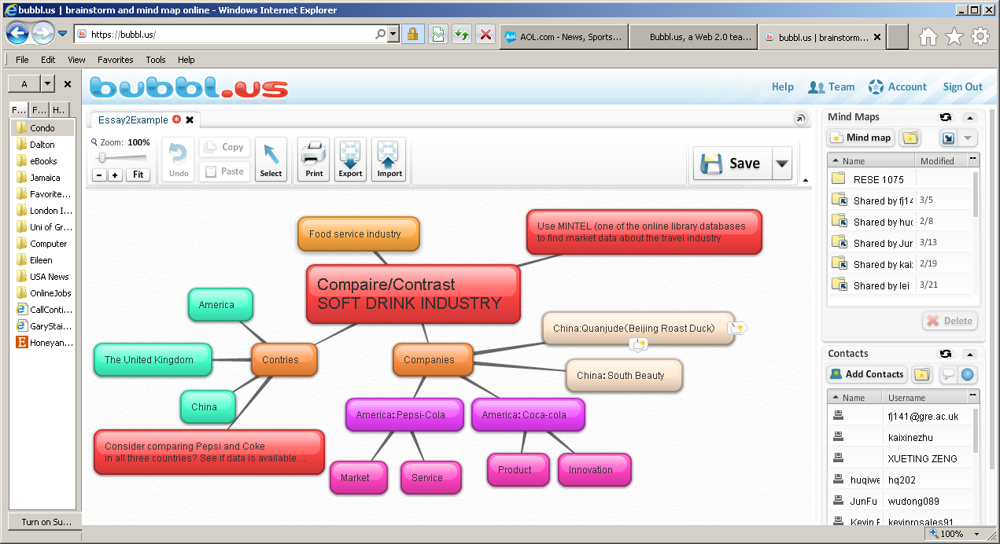 bubbl.us | brainstorm and mind map online - Windows Internet Explorer
https://bubbl.us/
AOL.com - News, Sports...
Bubbl.us, a Web 2.0 tea...
bubbl.us | brainstorm...
File Edit View Favorites Tools Help
A
F... F... H..
Condo
Dalton
eBooks
Jamaica
Favorite...
London I...
Uni of Gr...
Computer
Eileen
USA News
OnlineJobs
CallConti...
GaryStai...
Honeyan...
Turn on Su...
bubbl.us
Help Team Account Sign Out
Essay2Example
Zoom: 100%
- + Fit
Undo
Copy
Paste
Select
Print
Export
Import
Save
Food service industry
Use MINTEL (one of the online library databases
to find market data about the travel industry
Compaire/Contrast
SOFT DRINK INDUSTRY
America
The United Kingdom
China
Contries
Companies
China:Quanjude(Beijing Roast Duck)
China: South Beauty
America: Pepsi-Cola
America: Coca-cola
Consider comparing Pepsi and Coke
in all three countries? See if data is available....
Market
Service
Product
Innovation
Mind Maps
Mind map
Name Modified
RESE 1075
Shared by fj14 3/5
Shared by huq 2/8
Shared by Jun 3/13
Shared by kai 2/19
Shared by lei 3/21
Delete
Contacts
Add Contacts
Name Username
fj141@gre.ac.uk
kaixinezhu
XUETING ZENG
huqiwe hq202
JunFu wudong089
Kevin kevinrosales91
100%